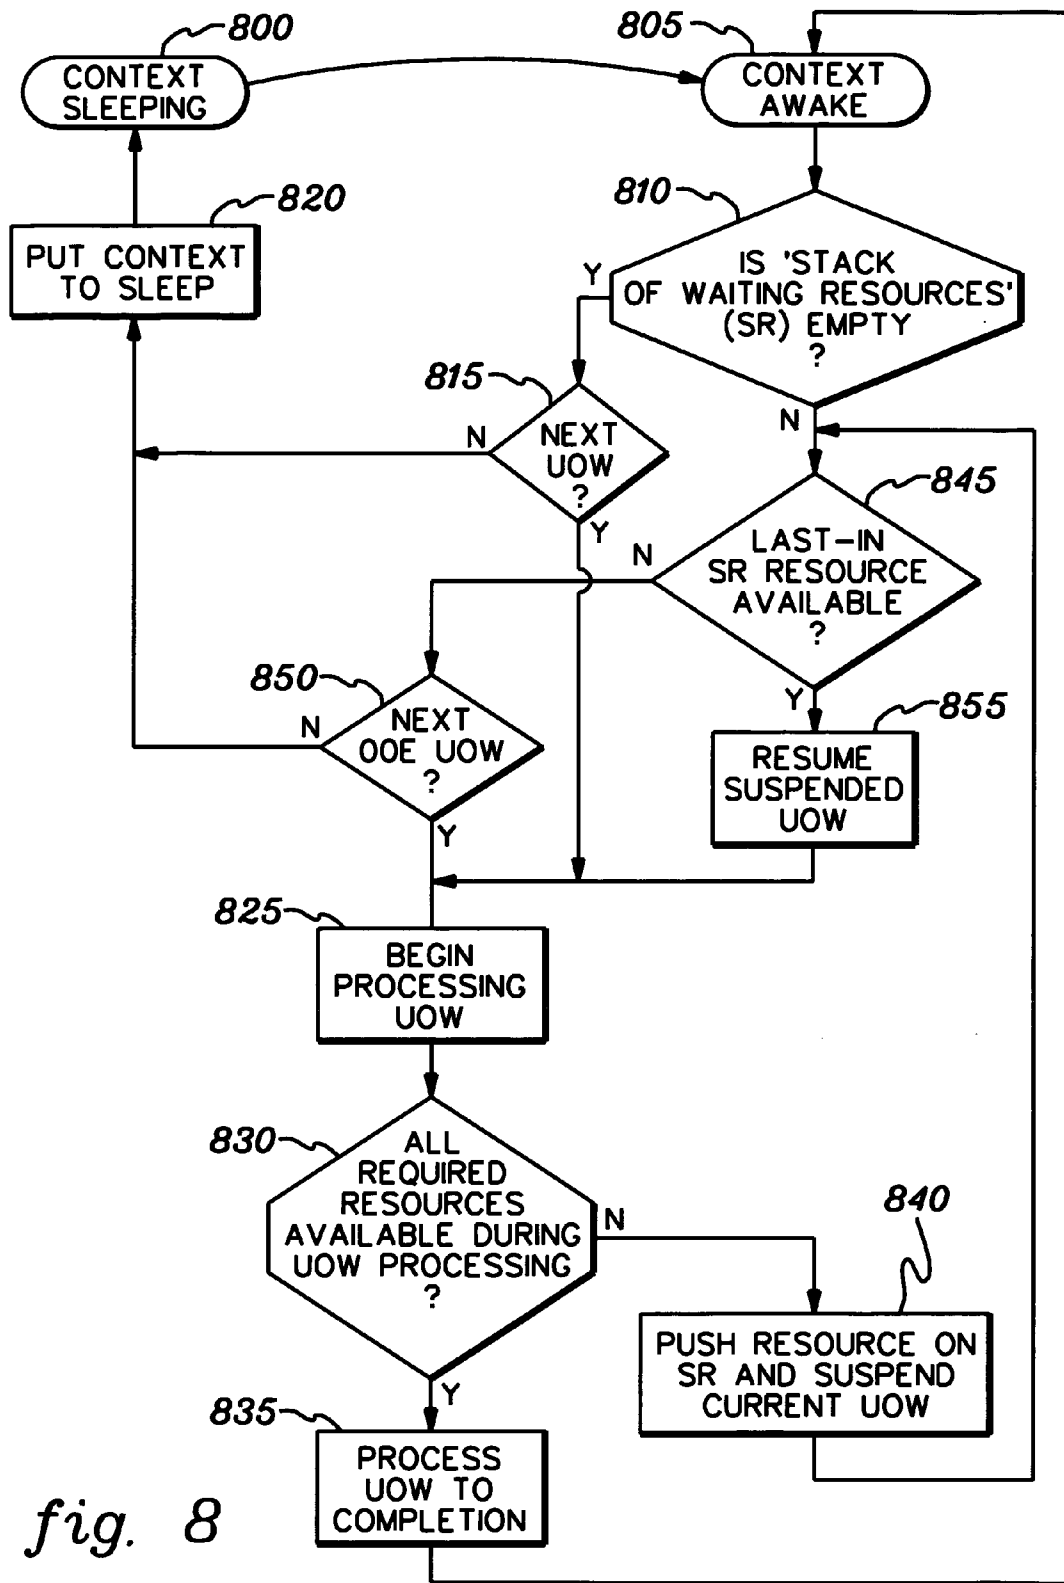 800
CONTEXT
SLEEPING
805
CONTEXT
AWAKE
820
PUT CONTEXT
TO SLEEP
810
IS 'STACK
OF WAITING RESOURCES'
(SR) EMPTY
?
Y
N
815
NEXT
UOW
?
N
Y
845
LAST-IN
SR RESOURCE
AVAILABLE
?
N
Y
850
NEXT
OOE UOW
?
N
Y
855
RESUME
SUSPENDED
UOW
825
BEGIN
PROCESSING
UOW
830
ALL
REQUIRED
RESOURCES
AVAILABLE DURING
UOW PROCESSING
?
N
Y
840
PUSH RESOURCE ON
SR AND SUSPEND
CURRENT UOW
835
PROCESS
UOW TO
COMPLETION
fig. 8